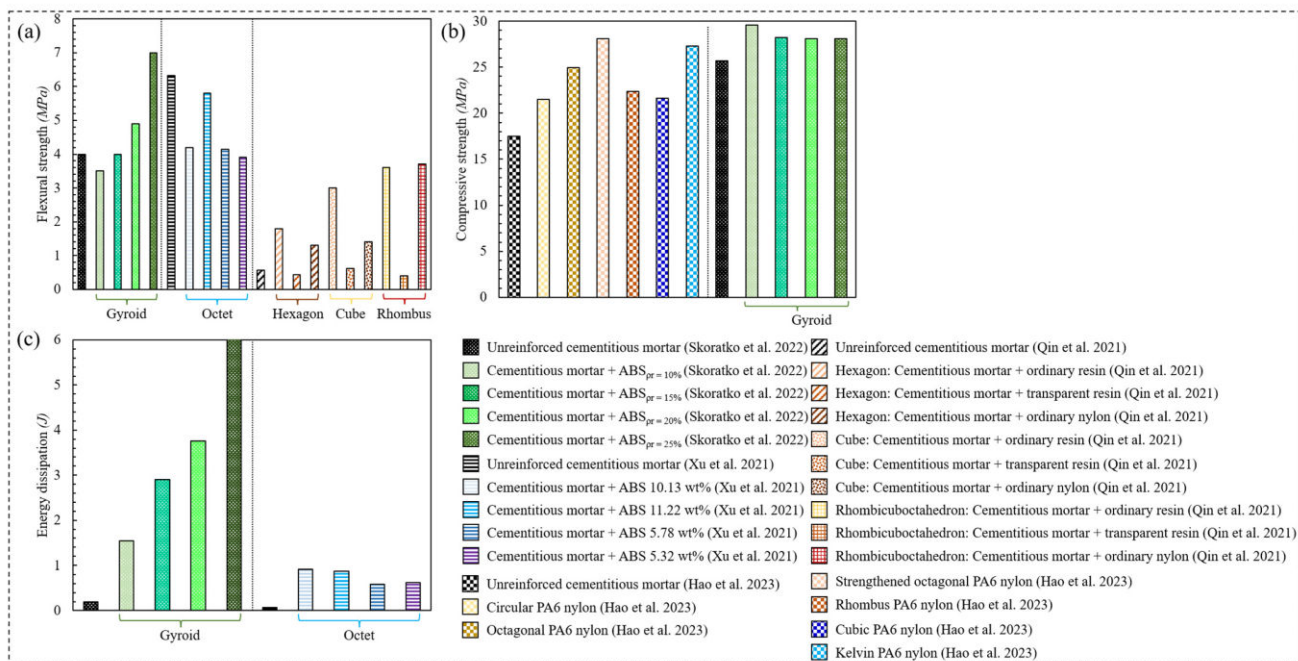 (a)
Flexural strength (MPa)
8
7
6
5
4
3
2
1
0
Gyroid
Octet
Hexagon
Cube
Rhombus
(b)
Compressive strength (MPa)
30
25
20
15
10
5
0
Gyroid
(c)
Energy dissipation (J)
6
5
4
3
2
1
0
Gyroid
Octet
Unreinforced cementitious mortar (Skoratko et al. 2022)
Cementitious mortar + ABSpr = 10% (Skoratko et al. 2022)
Cementitious mortar + ABSpr = 15% (Skoratko et al. 2022)
Cementitious mortar + ABSpr = 20% (Skoratko et al. 2022)
Cementitious mortar + ABSpr = 25% (Skoratko et al. 2022)
Unreinforced cementitious mortar (Xu et al. 2021)
Cementitious mortar + ABS 10.13 wt% (Xu et al. 2021)
Cementitious mortar + ABS 11.22 wt% (Xu et al. 2021)
Cementitious mortar + ABS 5.78 wt% (Xu et al. 2021)
Cementitious mortar + ABS 5.32 wt% (Xu et al. 2021)
Unreinforced cementitious mortar (Hao et al. 2023)
Circular PA6 nylon (Hao et al. 2023)
Octagonal PA6 nylon (Hao et al. 2023)
Unreinforced cementitious mortar (Qin et al. 2021)
Hexagon: Cementitious mortar + ordinary resin (Qin et al. 2021)
Hexagon: Cementitious mortar + transparent resin (Qin et al. 2021)
Hexagon: Cementitious mortar + ordinary nylon (Qin et al. 2021)
Cube: Cementitious mortar + ordinary resin (Qin et al. 2021)
Cube: Cementitious mortar + transparent resin (Qin et al. 2021)
Cube: Cementitious mortar + ordinary nylon (Qin et al. 2021)
Rhombicuboctahedron: Cementitious mortar + ordinary resin (Qin et al. 2021)
Rhombicuboctahedron: Cementitious mortar + transparent resin (Qin et al. 2021)
Rhombicuboctahedron: Cementitious mortar + ordinary nylon (Qin et al. 2021)
Strengthened octagonal PA6 nylon (Hao et al. 2023)
Rhombus PA6 nylon (Hao et al. 2023)
Cubic PA6 nylon (Hao et al. 2023)
Kelvin PA6 nylon (Hao et al. 2023)